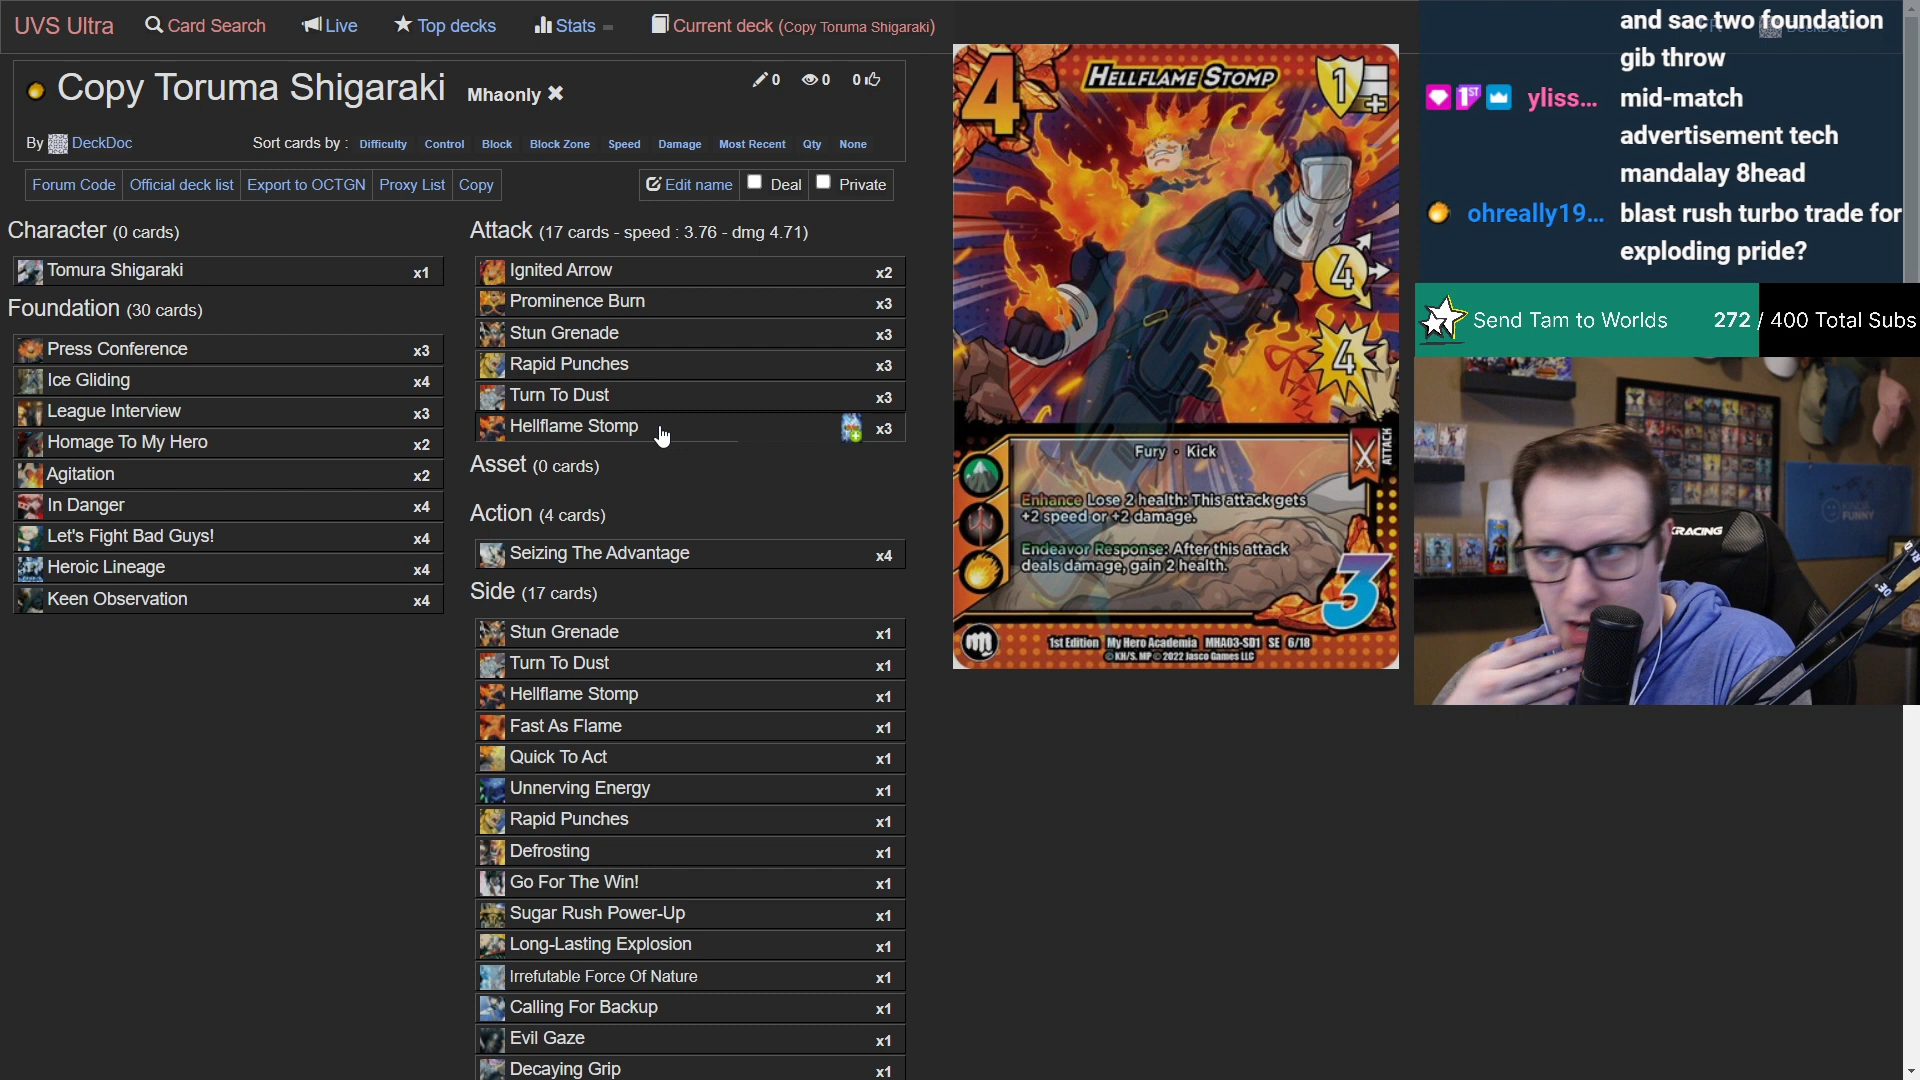 UVS Ultra
Card Search
Live
Top decks
Stats
Current deck (Copy Toruma Shigaraki)
Copy Toruma Shigaraki Mhaonly
0
0
0
By DeckDoc
Sort cards by : Difficulty Control Block Block Zone Speed Damage Most Recent Qty None
Forum Code
Official deck list
Export to OCTGN
Proxy List
Copy
Edit name
Deal
Private
Character (0 cards)
Tomura Shigaraki x1
Foundation (30 cards)
Press Conference x3
Ice Gliding x4
League Interview x3
Homage To My Hero x2
Agitation x2
In Danger x4
Let's Fight Bad Guys! x4
Heroic Lineage x4
Keen Observation x4
Attack (17 cards - speed : 3.76 - dmg 4.71)
Ignited Arrow x2
Prominence Burn x3
Stun Grenade x3
Rapid Punches x3
Turn To Dust x3
Hellflame Stomp x3
Asset (0 cards)
Action (4 cards)
Seizing The Advantage x4
Side (17 cards)
Stun Grenade x1
Turn To Dust x1
Hellflame Stomp x1
Fast As Flame x1
Quick To Act x1
Unnerving Energy x1
Rapid Punches x1
Defrosting x1
Go For The Win! x1
Sugar Rush Power-Up x1
Long-Lasting Explosion x1
Irrefutable Force Of Nature x1
Calling For Backup x1
Evil Gaze x1
Decaying Grip x1
4
HELLFLAME STOMP
1
+
4
4
ATTACK
Fury • Kick
Enhance Lose 2 health: This attack gets
+2 speed or +2 damage.
Endeavor Response: After this attack
deals damage, gain 2 health.
3
1st Edition My Hero Academia MHA03-SD1 SE 6/18
© KH/S. MP © 2022 Jasco Games LLC
and sac two foundation
gib throw
1ST
yliss... mid-match
advertisement tech
mandalay 8head
ohreally19... blast rush turbo trade for
exploding pride?
Send Tam to Worlds 272 / 400 Total Subs
KINDA
FUNNY
RACING